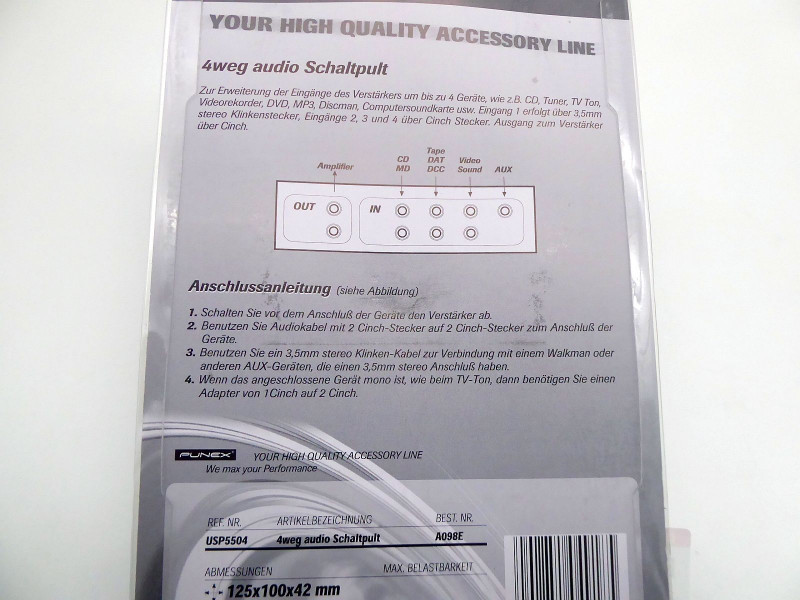 YOUR HIGH QUALITY ACCESSORY LINE
4weg audio Schaltpult
Zur Erweiterung der Eingänge des Verstärkers um bis zu 4 Geräte, wie z.B. CD, Tuner, TV Ton,
Videorekorder, DVD, MP3, Discman, Computersoundkarte usw. Eingang 1 erfolgt über 3,5mm
stereo Klinkenstecker, Eingänge 2, 3 und 4 über Cinch Stecker. Ausgang zum Verstärker
über Cinch.
Amplifier
CD
MD
Tape
DAT
DCC
Video
Sound
AUX
OUT
IN
Anschlussanleitung (siehe Abbildung)
1. Schalten Sie vor dem Anschluß der Geräte den Verstärker ab.
2. Benutzen Sie Audiokabel mit 2 Cinch-Stecker auf 2 Cinch-Stecker zum Anschluß der
Geräte.
3. Benutzen Sie ein 3,5mm stereo Klinken-Kabel zur Verbindung mit einem Walkman oder
anderen AUX-Geräten, die einen 3,5mm stereo Anschluß haben.
4. Wenn das angeschlossene Gerät mono ist, wie beim TV-Ton, dann benötigen Sie einen
Adapter von 1Cinch auf 2 Cinch.
FUNEX® YOUR HIGH QUALITY ACCESSORY LINE
We max your Performance
REF. NR. ARTIKELBEZEICHNUNG BEST. NR.
USP5504 4weg audio Schaltpult A098E
ABMESSUNGEN MAX. BELASTBARKEIT
125x100x42 mm